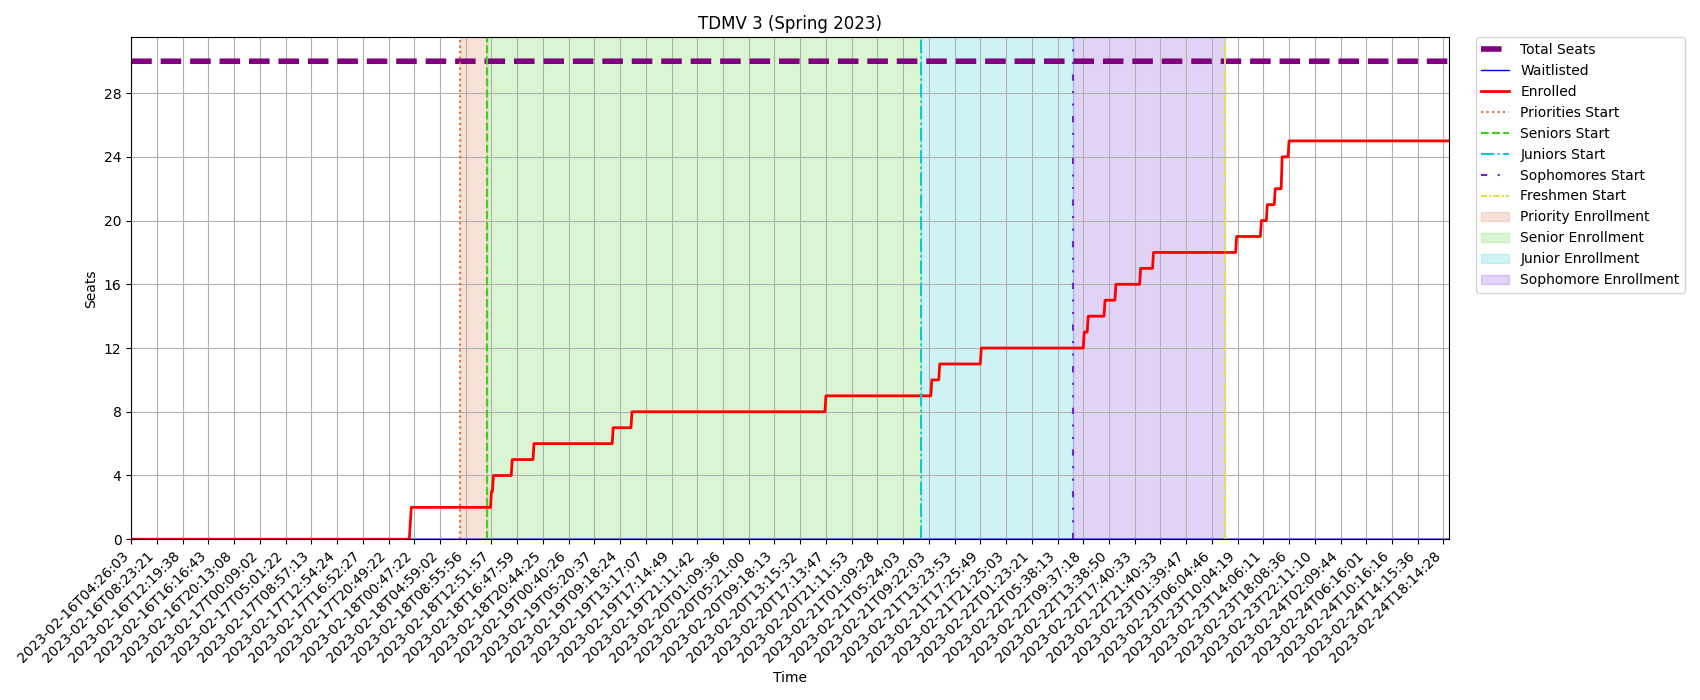 TDMV 3 (Spring 2023)
Seats
28
24
20
16
12
8
4
0
2023-02-16T04:26:03
2023-02-16T08:23:21
2023-02-16T12:19:38
2023-02-16T16:16:43
2023-02-16T20:13:08
2023-02-17T00:09:02
2023-02-17T05:01:22
2023-02-17T08:57:13
2023-02-17T12:54:24
2023-02-17T16:52:27
2023-02-17T20:49:22
2023-02-18T00:47:22
2023-02-18T04:59:02
2023-02-18T08:55:56
2023-02-18T12:51:57
2023-02-18T16:47:59
2023-02-18T20:44:25
2023-02-19T00:40:26
2023-02-19T05:20:37
2023-02-19T09:18:24
2023-02-19T13:17:07
2023-02-19T17:14:49
2023-02-19T21:11:42
2023-02-20T01:09:36
2023-02-20T05:21:00
2023-02-20T09:18:13
2023-02-20T13:15:32
2023-02-20T17:13:47
2023-02-20T21:11:53
2023-02-21T01:09:28
2023-02-21T05:24:03
2023-02-21T09:22:03
2023-02-21T13:23:53
2023-02-21T17:25:49
2023-02-21T21:25:03
2023-02-22T01:23:21
2023-02-22T05:38:13
2023-02-22T09:37:18
2023-02-22T13:38:50
2023-02-22T17:40:33
2023-02-22T21:40:33
2023-02-23T01:39:47
2023-02-23T06:04:46
2023-02-23T10:04:19
2023-02-23T14:06:11
2023-02-23T18:08:36
2023-02-23T22:11:10
2023-02-24T02:09:44
2023-02-24T06:16:01
2023-02-24T10:16:16
2023-02-24T14:15:36
2023-02-24T18:14:28
Time
Total Seats
Waitlisted
Enrolled
Priorities Start
Seniors Start
Juniors Start
Sophomores Start
Freshmen Start
Priority Enrollment
Senior Enrollment
Junior Enrollment
Sophomore Enrollment